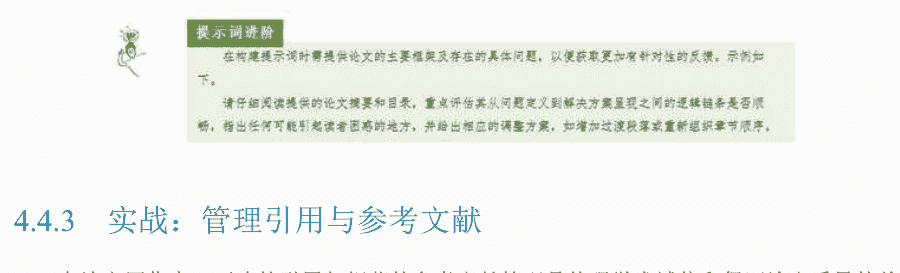 提示词进阶
在构建提示词时需提供论文的主要框架及存在的具体问题，以便获取更加有针对性的反馈。示例如
下。
请仔细阅读提供的论文摘要和目录，重点评估其从问题定义到解决方案呈现之间的逻辑链条是否顺
畅，指出任何可能引起读者困惑的地方，并给出相应的调整方案，如增加过渡段落或重新组织章节顺序。
4.4.3 实战：管理引用与参考文献